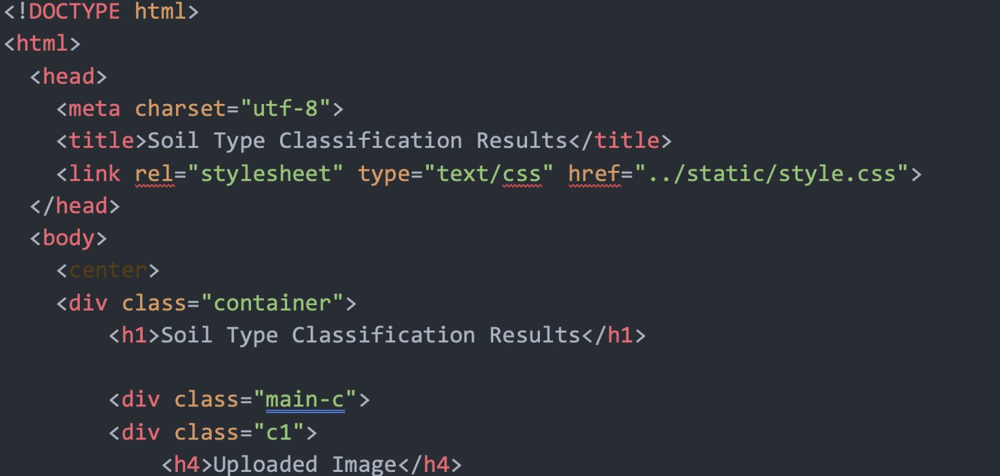 <!DOCTYPE html>
<html>
<head>
<meta charset="utf-8">
<title>Soil Type Classification Results</title>
<link rel="stylesheet" type="text/css" href="../static/style.css">
</head>
<body>
<center>
<div class="container">
<h1>Soil Type Classification Results</h1>
<div class="main-c">
<div class="c1">
<h4>Uploaded Image</h4>